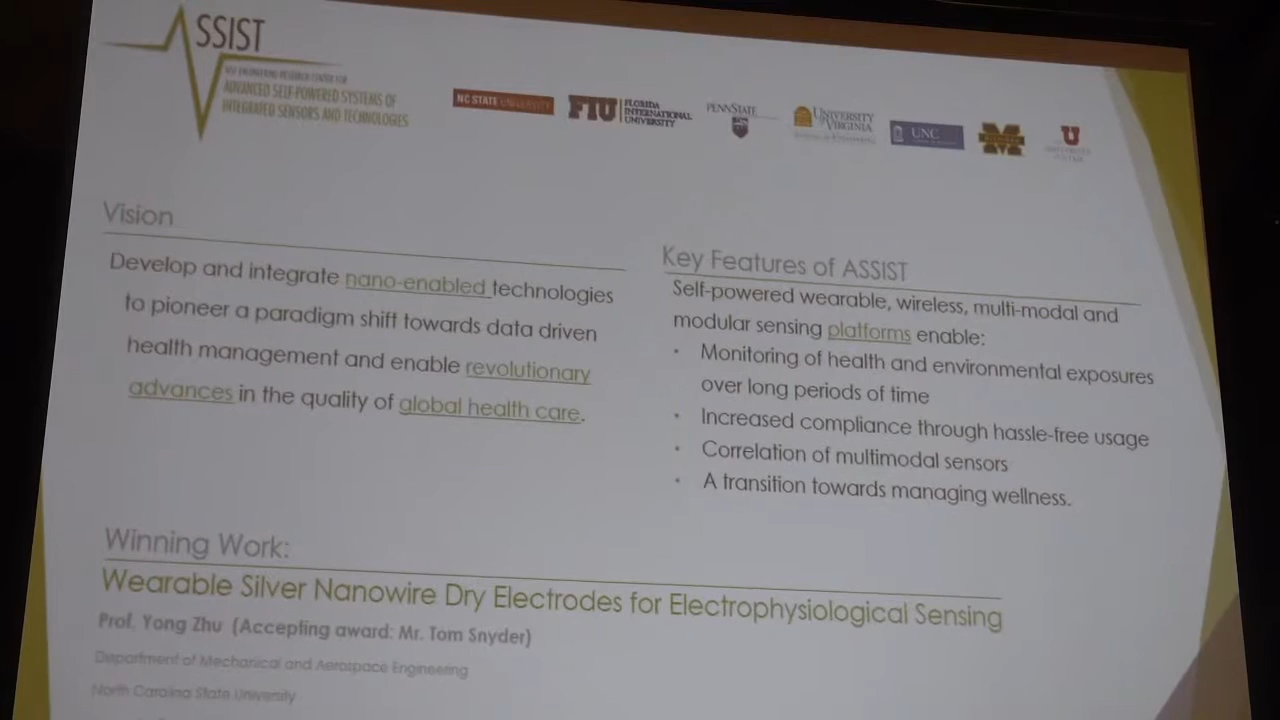 ASSIST
NSF ENGINEERING RESEARCH CENTER FOR
ADVANCED SELF-POWERED SYSTEMS OF
INTEGRATED SENSORS AND TECHNOLOGIES
NC STATE UNIVERSITY
FIU FLORIDA
INTERNATIONAL
UNIVERSITY
PENNSTATE
UNIVERSITY
of VIRGINIA
UNC
M
U
Vision
Develop and integrate nano-enabled technologies
to pioneer a paradigm shift towards data driven
health management and enable revolutionary
advances in the quality of global health care.
Key Features of ASSIST
Self-powered wearable, wireless, multi-modal and
modular sensing platforms enable:
· Monitoring of health and environmental exposures
over long periods of time
· Increased compliance through hassle-free usage
· Correlation of multimodal sensors
· A transition towards managing wellness.
Winning Work:
Wearable Silver Nanowire Dry Electrodes for Electrophysiological Sensing
Prof. Yong Zhu (Accepting award: Mr. Tom Snyder)
Department of Mechanical and Aerospace Engineering
North Carolina State University